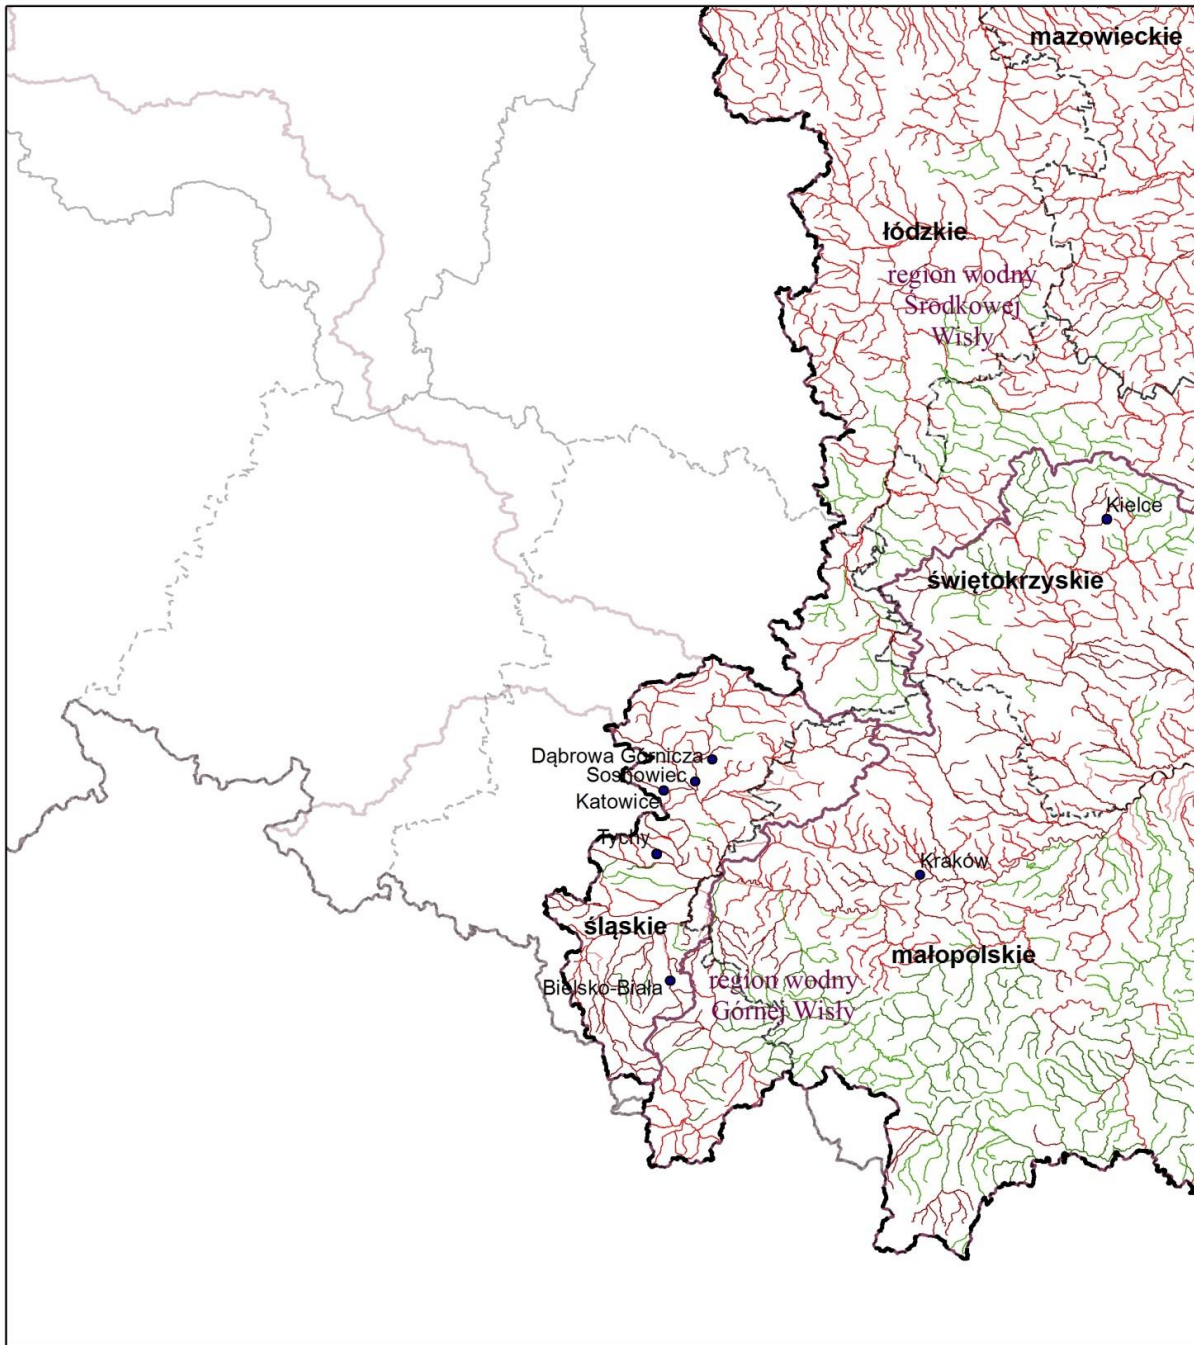 mazowieckie
łódzkie
region wodny
Środkowej
Wisły
Kielce
świętokrzyskie
Dąbrowa Górnicza
Sosnowiec
Katowice
Tychy
Kraków
śląskie
małopolskie
Bielsko-Biała
region wodny
Górnej Wisły